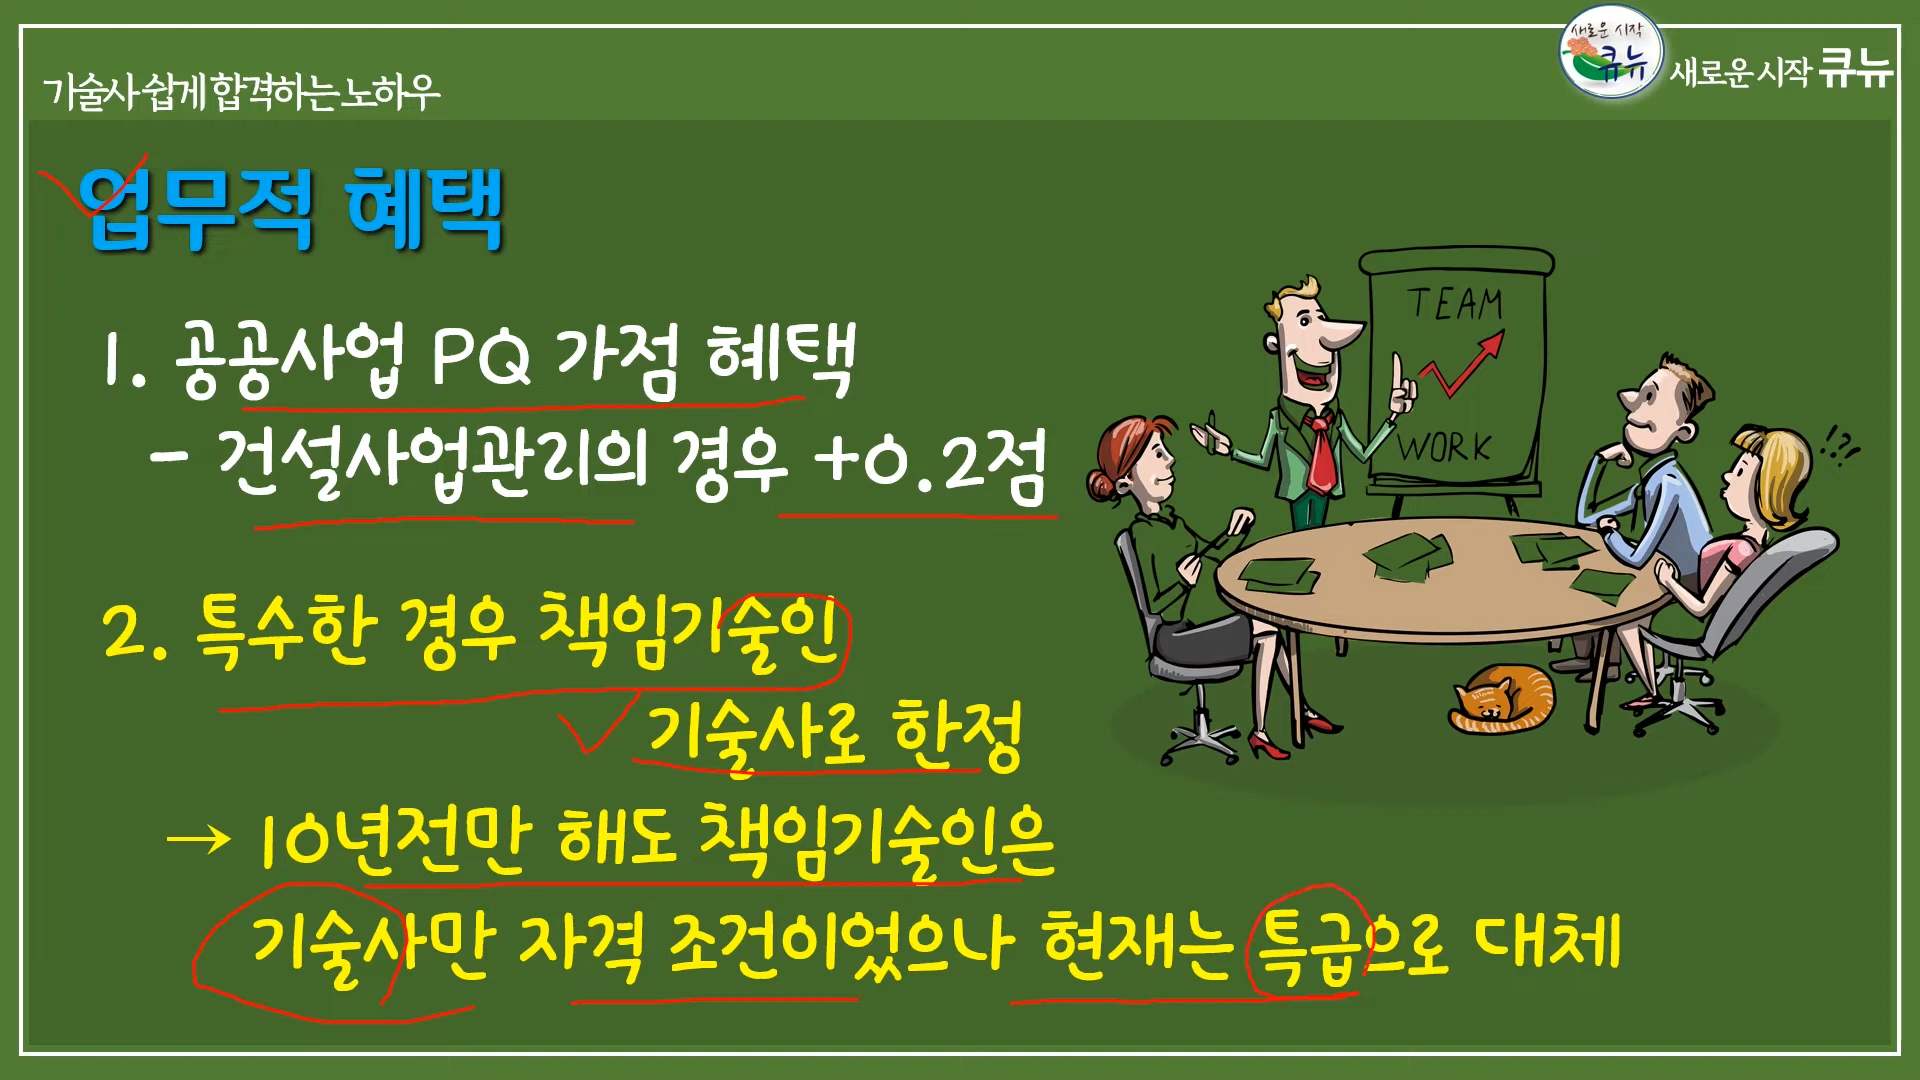 기술사 쉽게 합격하는 노하우
새로운 시작
큐뉴
새로운 시작 큐뉴
업무적 혜택
1. 공공사업 PQ 가점 혜택
- 건설사업관리의 경우 +0.2점
2. 특수한 경우 책임기술인
기술사로 한정
→ 10년전만 해도 책임기술인은
기술사만 자격 조건이었으나 현재는 특급으로 대체
TEAM
WORK
!?!?